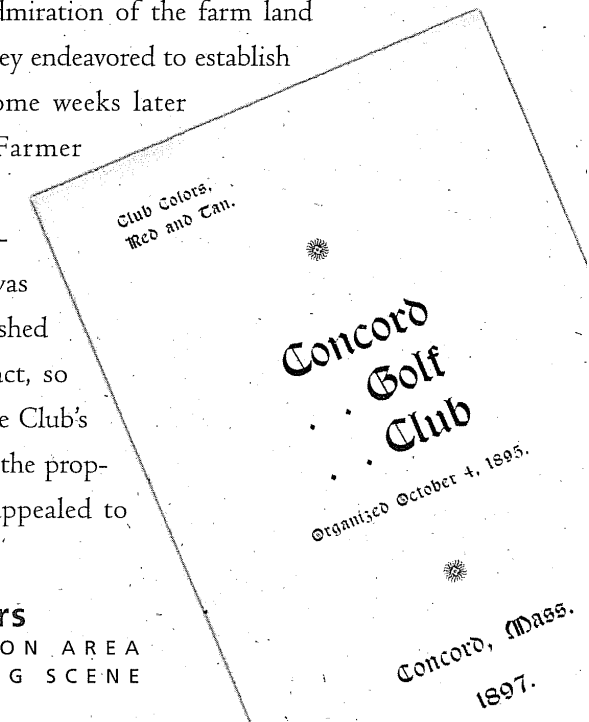 dmiration of the farm land
ey endeavored to establish
ome weeks later
Farmer
–
vas
shed
act, so
e Club's
the prop-
appealed to
rs
ON AREA
G SCENE
Club Colors,
Red and Tan.
Concord
Golf
Club
Organized October 4, 1895.
Concord, Mass.
1897.